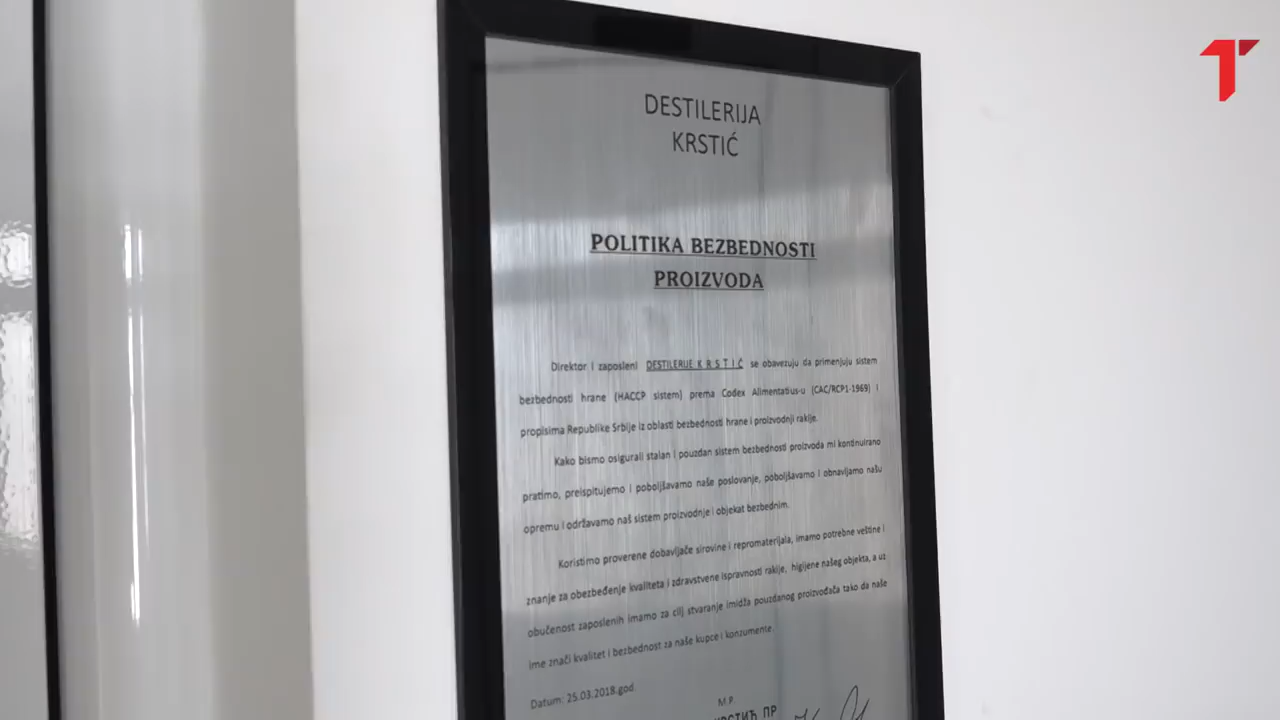 DESTILERIJA
KRSTIĆ
POLITIKA BEZBEDNOSTI
PROIZVODA
Direktor i zaposleni DESTILERIJE K R S T I Ć se obavezuju da primenjuju sistem
bezbednosti hrane (HACCP sistem) prema Codex Alimentatius-u (CAC/RCP1-1969) i
propisima Republike Srbije iz oblasti bezbednosti hrane i proizvodnji rakije.
Kako bismo osigurali stalan i pouzdan sistem bezbednosti proizvoda mi kontinuirano
pratimo, preispitujemo i poboljšavamo naše poslovanje, poboljšavamo i obnavljamo našu
opremu i održavamo naš sistem proizvodnje i objekat bezbednim.
Koristimo proverene dobavljače sirovine i repromaterijala, imamo potrebne veštine i
znanje za obezbeđenje kvaliteta i zdravstvene ispravnosti rakije, higijene našeg objekta, a uz
obučenost zaposlenih imamo za cilj stvaranje imidža pouzdanog proizvođača tako da naše
ime znači kvalitet i bezbednost za naše kupce i konzumente.
Datum: 25.03.2018.god.
M.P.
КРСТИЋ ПР